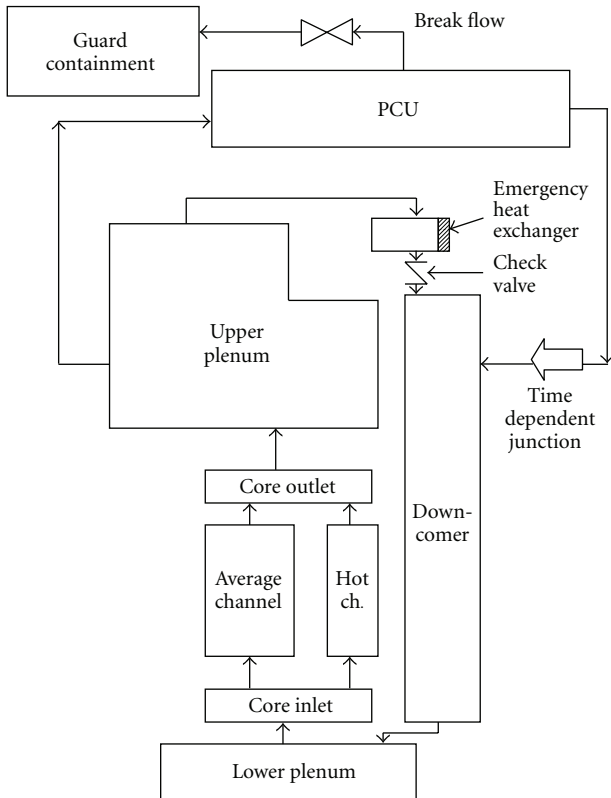 Break flow
Guard
containment
PCU
Emergency
heat
exchanger
Check
valve
Upper
plenum
Time
dependent
junction
Core outlet
Down-
comer
Average
channel
Hot
ch.
Core inlet
Lower plenum